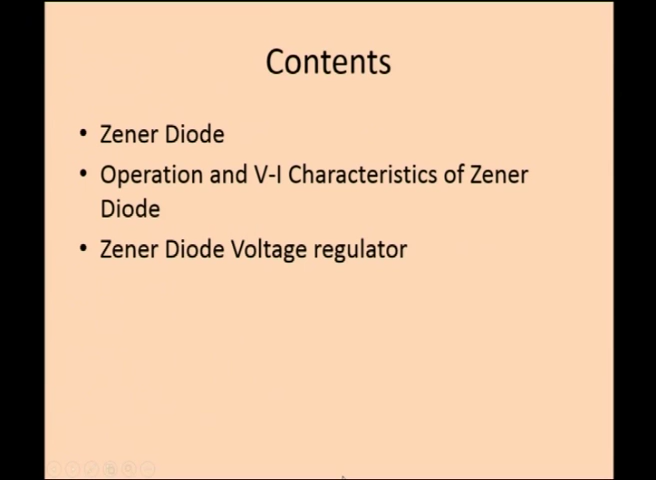 Contents
• Zener Diode
• Operation and V-I Characteristics of Zener
Diode
• Zener Diode Voltage regulator